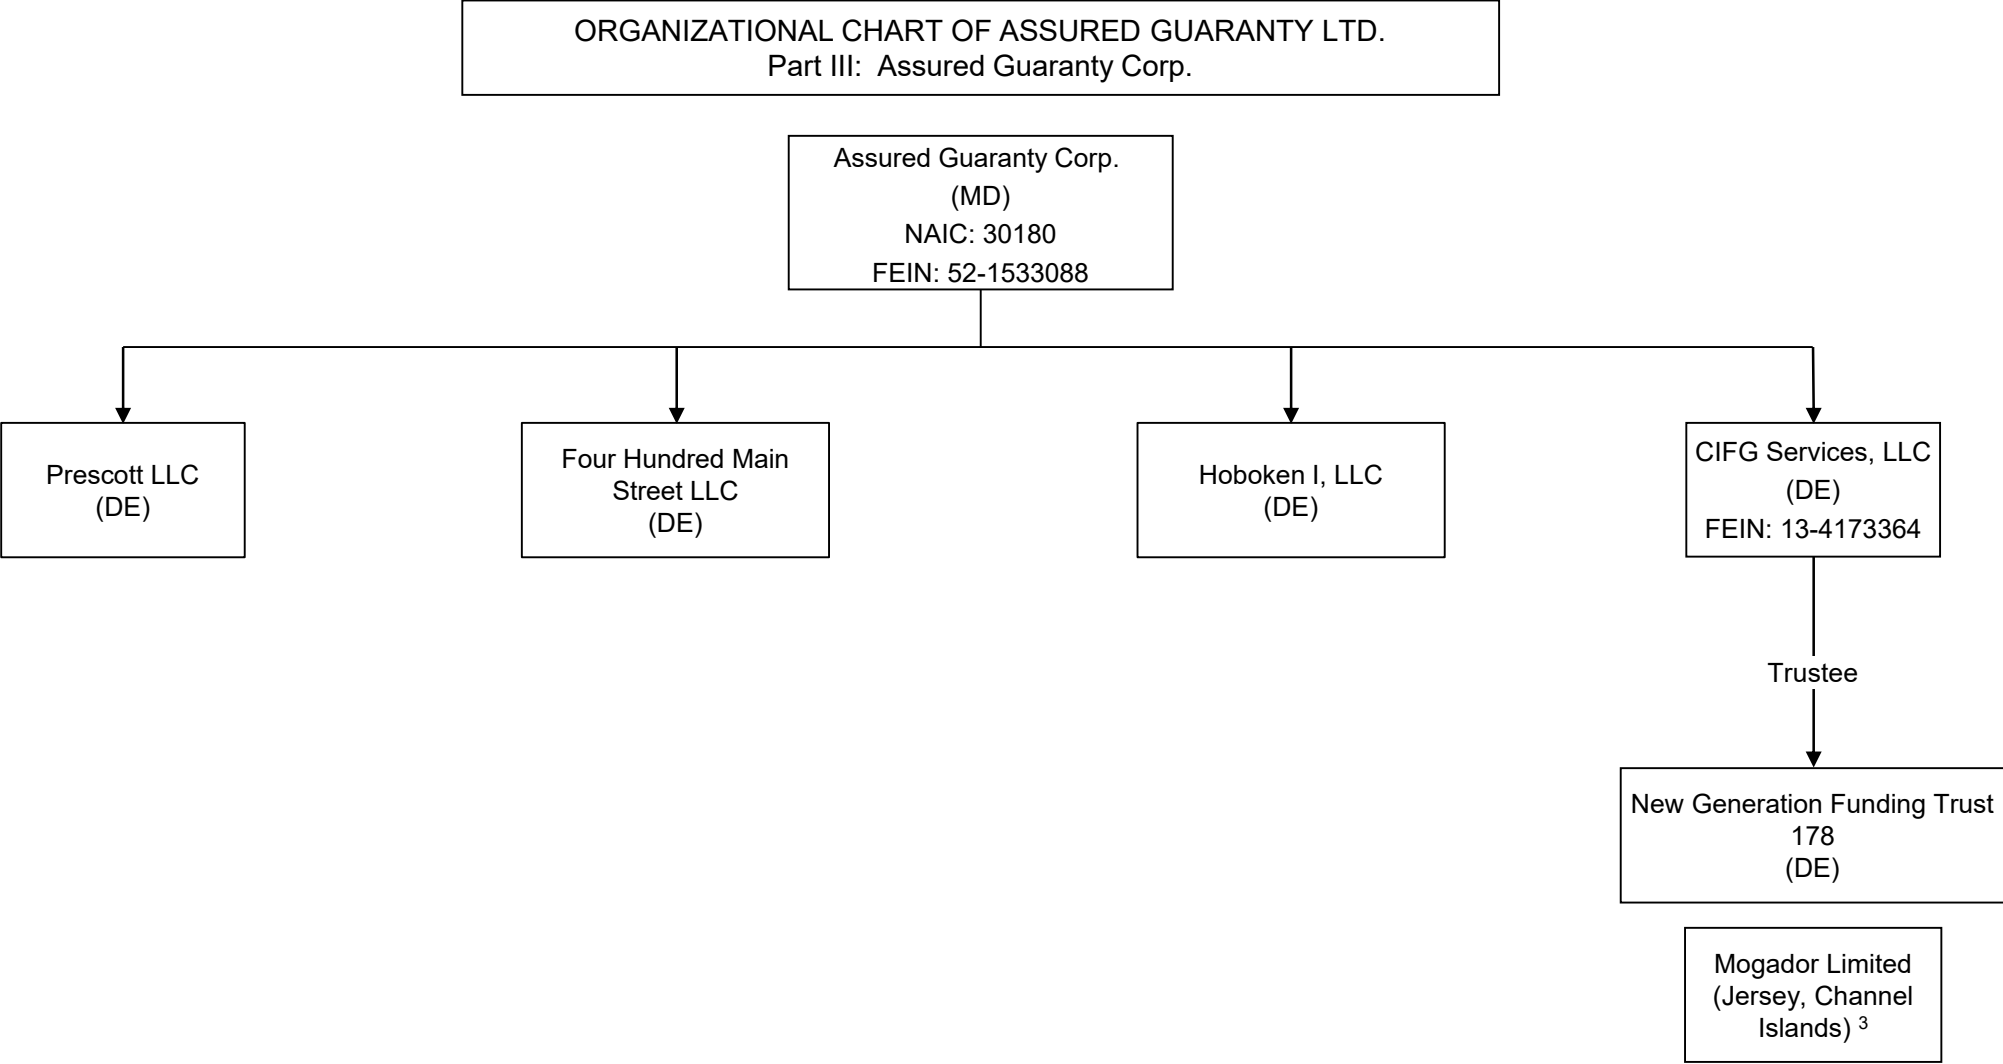 ORGANIZATIONAL CHART OF ASSURED GUARANTY LTD.
Part III:  Assured Guaranty Corp.
Assured Guaranty Corp.
(MD)
NAIC: 30180
FEIN: 52-1533088
Prescott LLC
(DE)
Four Hundred Main
Street LLC
(DE)
Hoboken I, LLC
(DE)
CIFG Services, LLC
(DE)
FEIN: 13-4173364
Trustee
New Generation Funding Trust
178
(DE)
Mogador Limited
(Jersey, Channel
Islands) 3